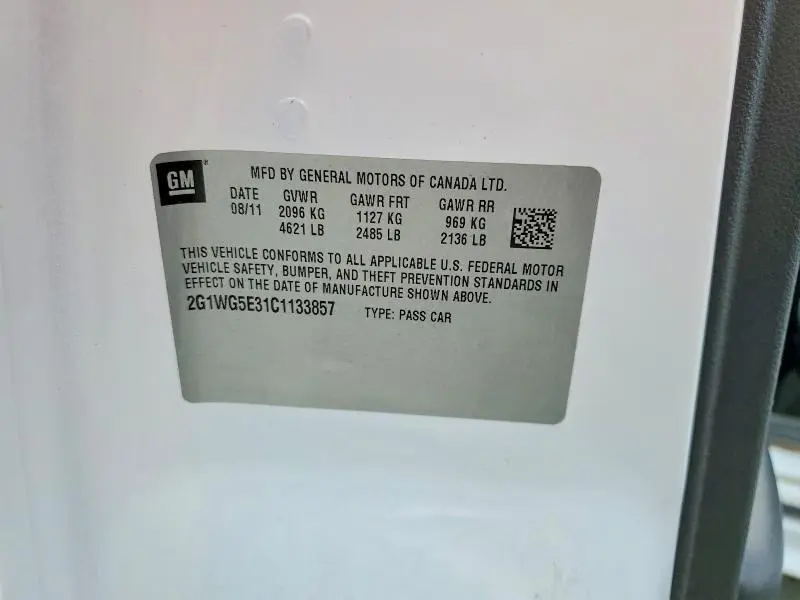 GM
MFD BY GENERAL MOTORS OF CANADA LTD.
DATE GVWR GAWR FRT GAWR RR
08/11 2096 KG 1127 KG 969 KG
4621 LB 2485 LB 2136 LB
THIS VEHICLE CONFORMS TO ALL APPLICABLE U.S. FEDERAL MOTOR
VEHICLE SAFETY, BUMPER, AND THEFT PREVENTION STANDARDS IN
EFFECT ON THE DATE OF MANUFACTURE SHOWN ABOVE.
2G1WG5E31C1133857 TYPE: PASS CAR